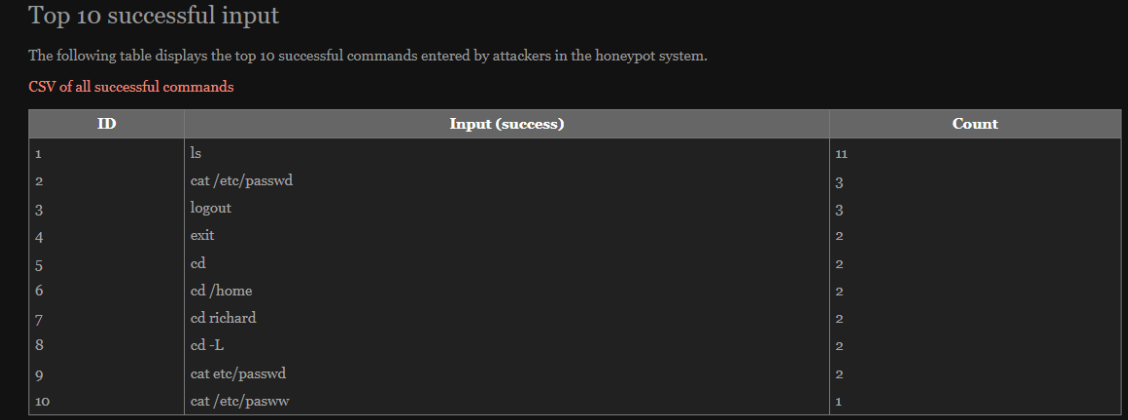 Top 10 successful input
The following table displays the top 10 successful commands entered by attackers in the honeypot system.
CSV of all successful commands
ID Input (success) Count
1 ls 11
2 cat /etc/passwd 3
3 logout 3
4 exit 2
5 cd 2
6 cd /home 2
7 cd richard 2
8 cd -L 2
9 cat etc/passwd 2
10 cat /etc/pasww 1